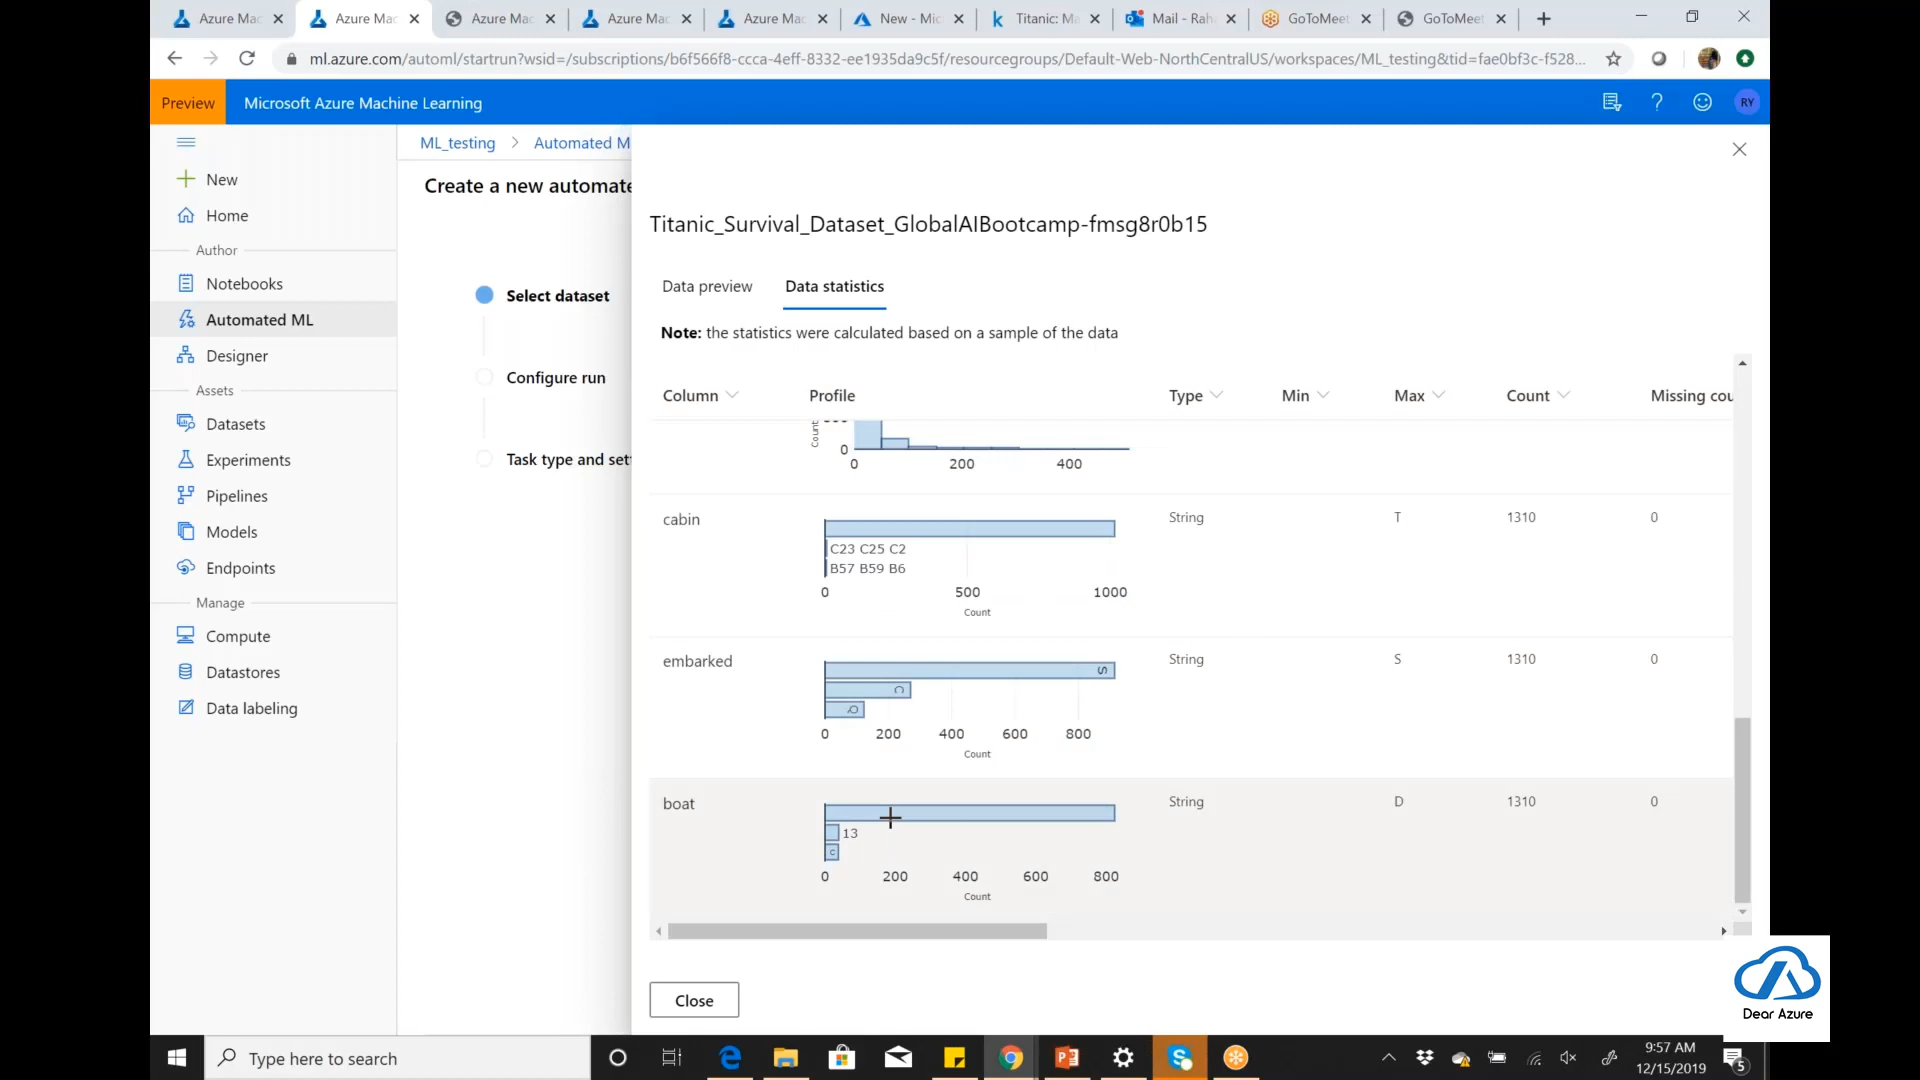 Azure Mac
Azure Mac
Azure Mac
Azure Mac
Azure Mac
New - Mic
Titanic: Ma
Mail - Rah
GoToMeet
GoToMeet
ml.azure.com/automl/startrun?wsid=/subscriptions/b6f566f8-ccca-4eff-8332-ee1935da9c5f/resourcegroups/Default-Web-NorthCentralUS/workspaces/ML_testing&tid=fae0bf3c-f528...
Preview
Microsoft Azure Machine Learning
RY
New
Home
Author
Notebooks
Automated ML
Designer
Assets
Datasets
Experiments
Pipelines
Models
Endpoints
Manage
Compute
Datastores
Data labeling
ML_testing > Automated M
Create a new automate
Select dataset
Configure run
Task type and sett
Titanic_Survival_Dataset_GlobalAIBootcamp-fmsg8r0b15
Data preview
Data statistics
Note: the statistics were calculated based on a sample of the data
Column Profile Type Min Max Count Missing cou
Count
0
0 200 400
cabin String T 1310 0
C23 C25 C2
B57 B59 B6
0 500 1000
Count
embarked String S 1310 0
S
C
Q
0 200 400 600 800
Count
boat String D 1310 0
13
C
0 200 400 600 800
Count
Close
Dear Azure
Type here to search
9:57 AM
12/15/2019
5